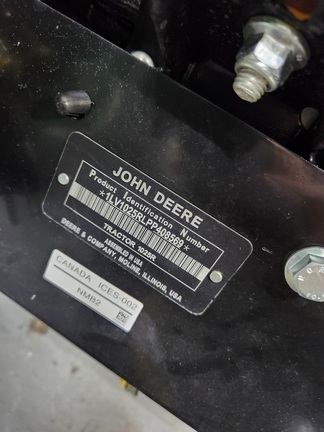 JOHN DEERE
Product Identification Number
*1LV1025RLPP408569*
TRACTOR 1025R
ASSEMBLED IN USA
DEERE & COMPANY, MOLINE, ILLINOIS, USA
CANADA ICES-002
NMB2